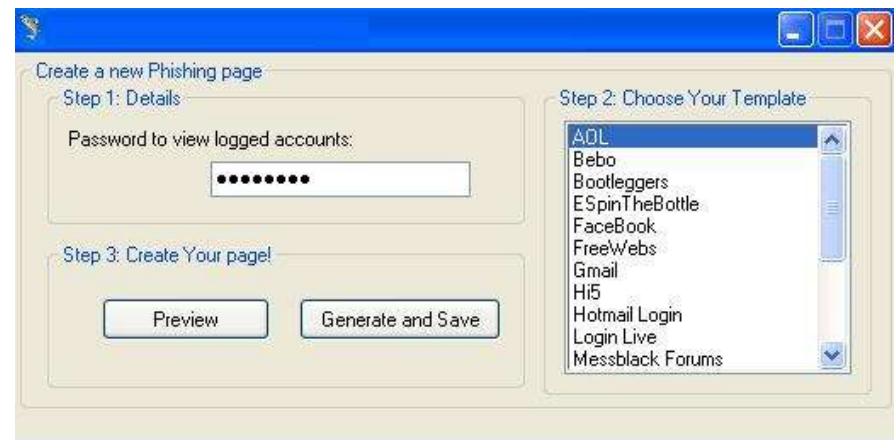 Create a new Phishing page
Step 1: Details
Password to view logged accounts:
••••••••
Step 2: Choose Your Template
AOL
Bebo
Bootleggers
ESpinTheBottle
FaceBook
FreeWebs
Gmail
Hi5
Hotmail Login
Login Live
Messblack Forums
Step 3: Create Your page!
Preview
Generate and Save